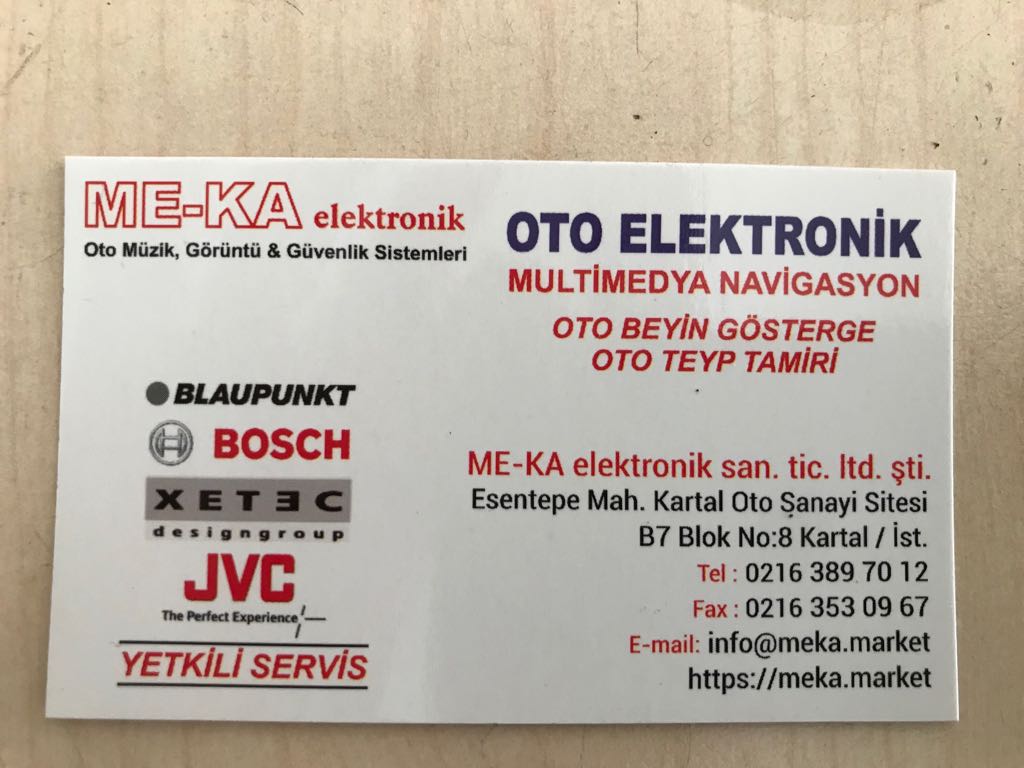 ME-KA elektronik
Oto Müzik, Görüntü & Güvenlik Sistemleri
OTO ELEKTRONİK
MULTİMEDYA NAVİGASYON
OTO BEYİN GÖSTERGE
OTO TEYP TAMİRİ
BLAUPUNKT
BOSCH
XETEC
designgroup
JVC
The Perfect Experience
YETKİLİ SERVİS
ME-KA elektronik san. tic. ltd. şti.
Esentepe Mah. Kartal Oto Sanayi Sitesi
B7 Blok No:8 Kartal / İst.
Tel : 0216 389 70 12
Fax : 0216 353 09 67
E-mail: info@meka.market
https://meka.market